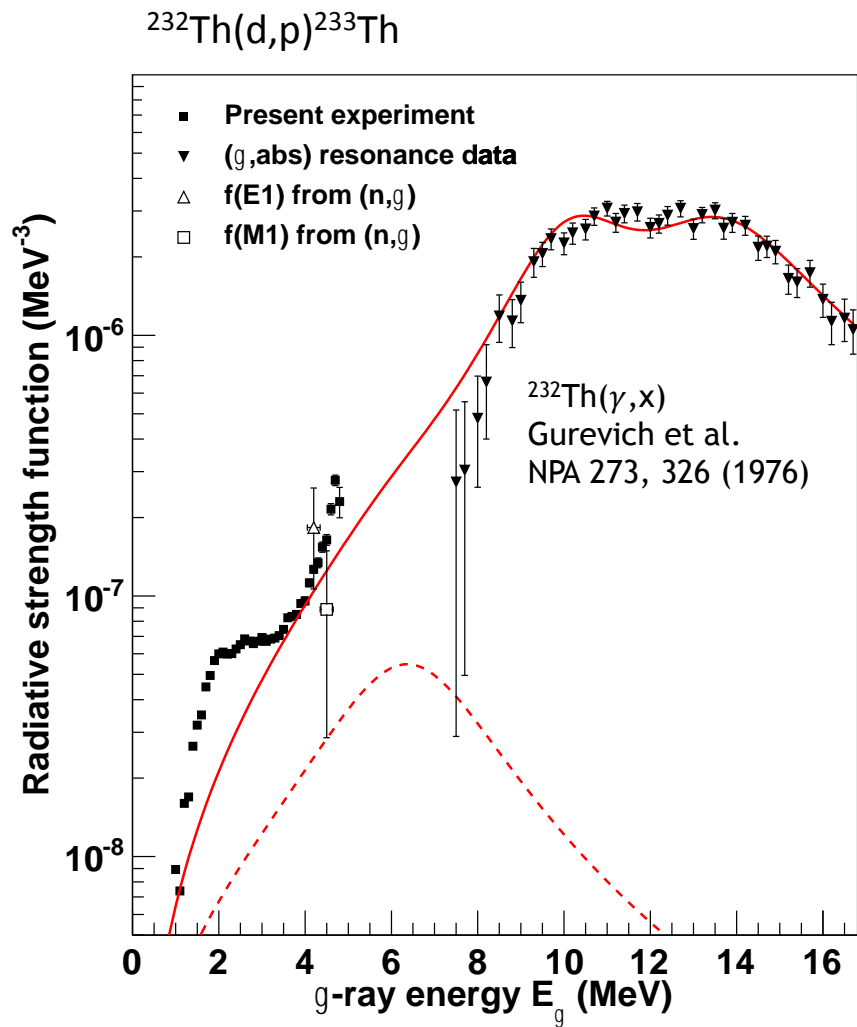 ²³²Th(d,p)²³³Th
Present experiment
(g,abs) resonance data
f(E1) from (n,g)
f(M1) from (n,g)
Radiative strength function (MeV⁻³)
10⁻⁶
10⁻⁷
10⁻⁸
²³²Th(γ,x)
Gurevich et al.
NPA 273, 326 (1976)
0 2 4 6 8 10 12 14 16
g-ray energy E_g (MeV)